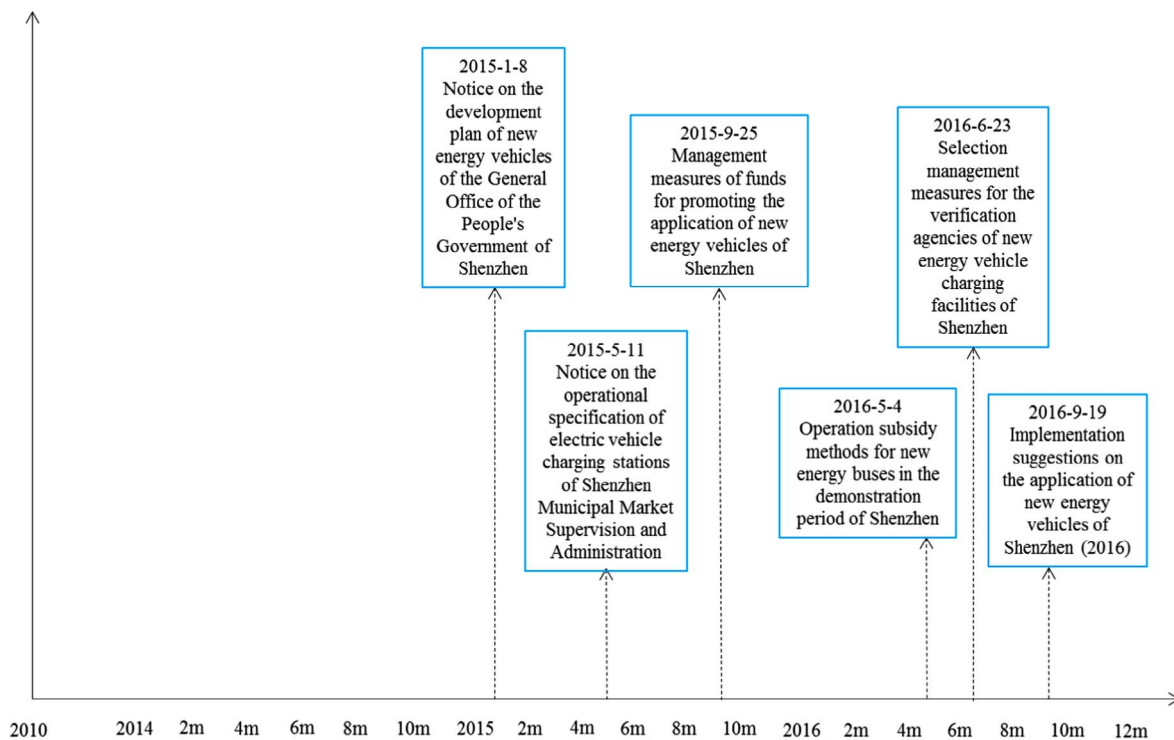 2015-1-8
Notice on the
development
plan of new
energy vehicles
of the General
Office of the
People's
Government of
Shenzhen
2015-5-11
Notice on the
operational
specification of
electric vehicle
charging stations
of Shenzhen
Municipal Market
Supervision and
Administration
2015-9-25
Management
measures of funds
for promoting the
application of new
energy vehicles of
Shenzhen
2016-5-4
Operation subsidy
methods for new
energy buses in the
demonstration
period of Shenzhen
2016-6-23
Selection
management
measures for the
verification
agencies of new
energy vehicle
charging
facilities of
Shenzhen
2016-9-19
Implementation
suggestions on
the application of
new energy
vehicles of
Shenzhen (2016)
2010 2014 2m 4m 6m 8m 10m 2015 2m 4m 6m 8m 10m 2016 2m 4m 6m 8m 10m 12m